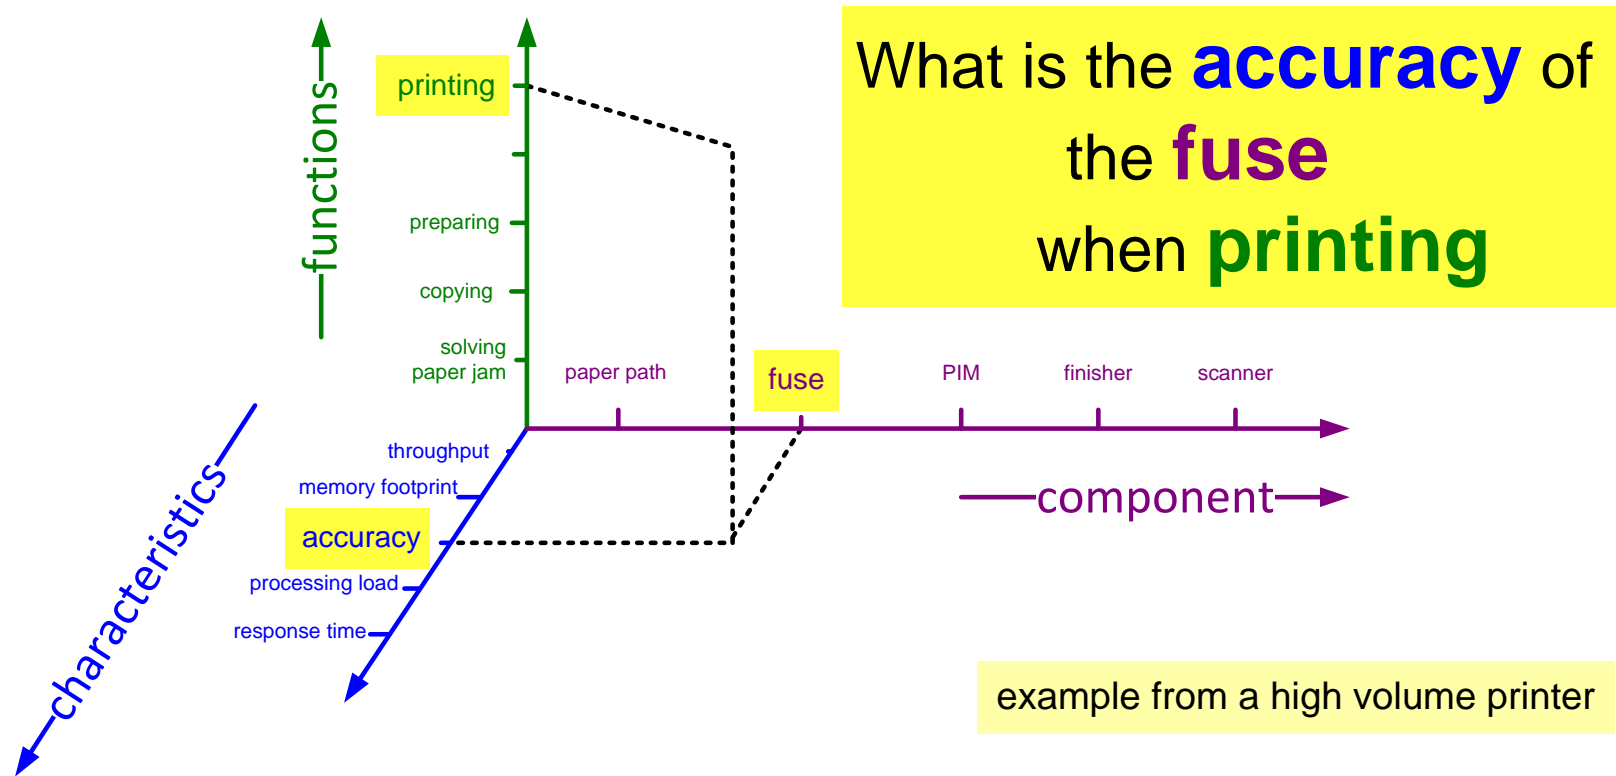 What is the accuracy of
the fuse
when printing
functions
printing
preparing
copying
solving
paper jam
paper path
fuse
PIM
finisher
scanner
component
throughput
memory footprint
accuracy
processing load
response time
characteristics
example from a high volume printer